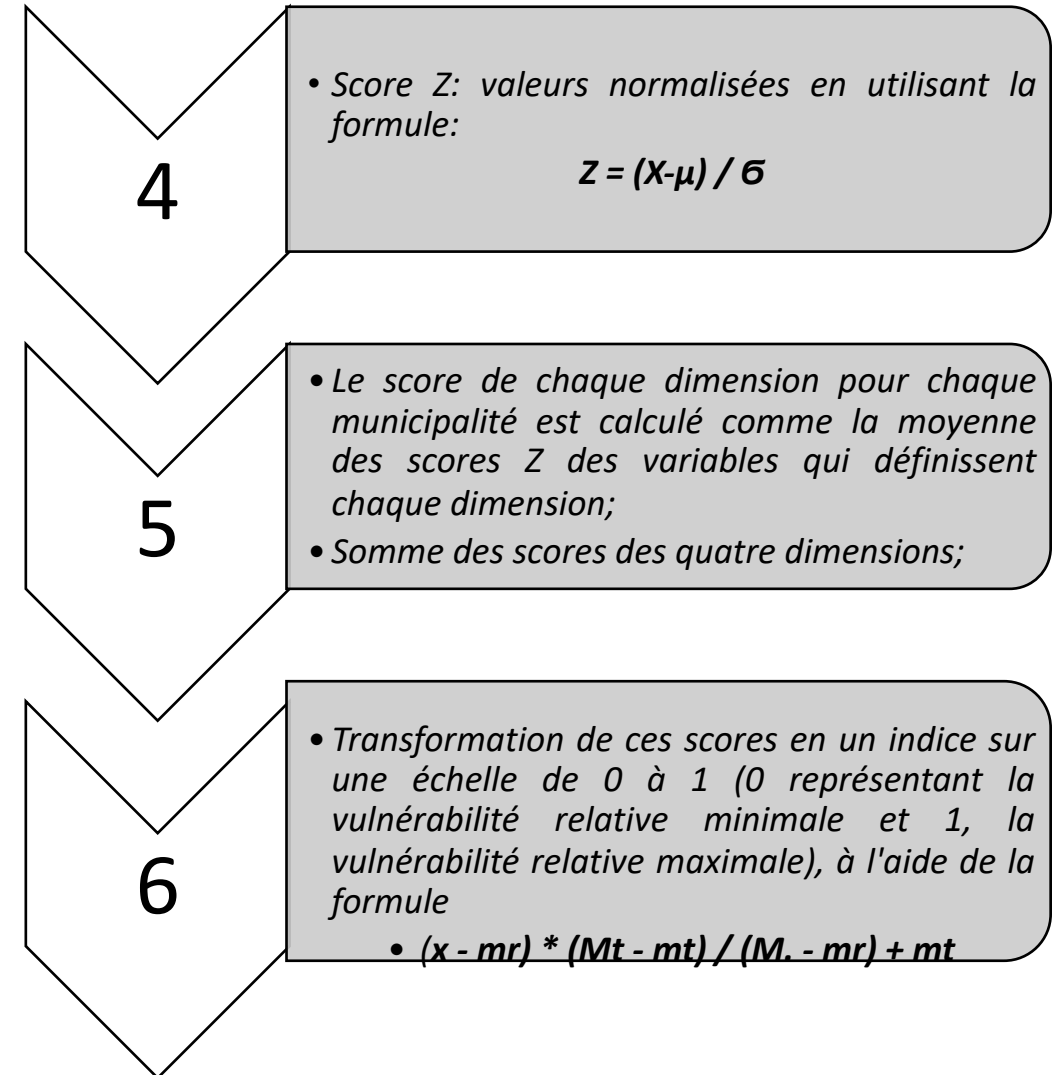 4
• Score Z: valeurs normalisées en utilisant la
formule:
Z = (X-μ) / Ϭ
5
• Le score de chaque dimension pour chaque
municipalité est calculé comme la moyenne
des scores Z des variables qui définissent
chaque dimension;
• Somme des scores des quatre dimensions;
6
• Transformation de ces scores en un indice sur
une échelle de 0 à 1 (0 représentant la
vulnérabilité relative minimale et 1, la
vulnérabilité relative maximale), à l'aide de la
formule
• (x - mr) * (Mt - mt) / (M. - mr) + mt